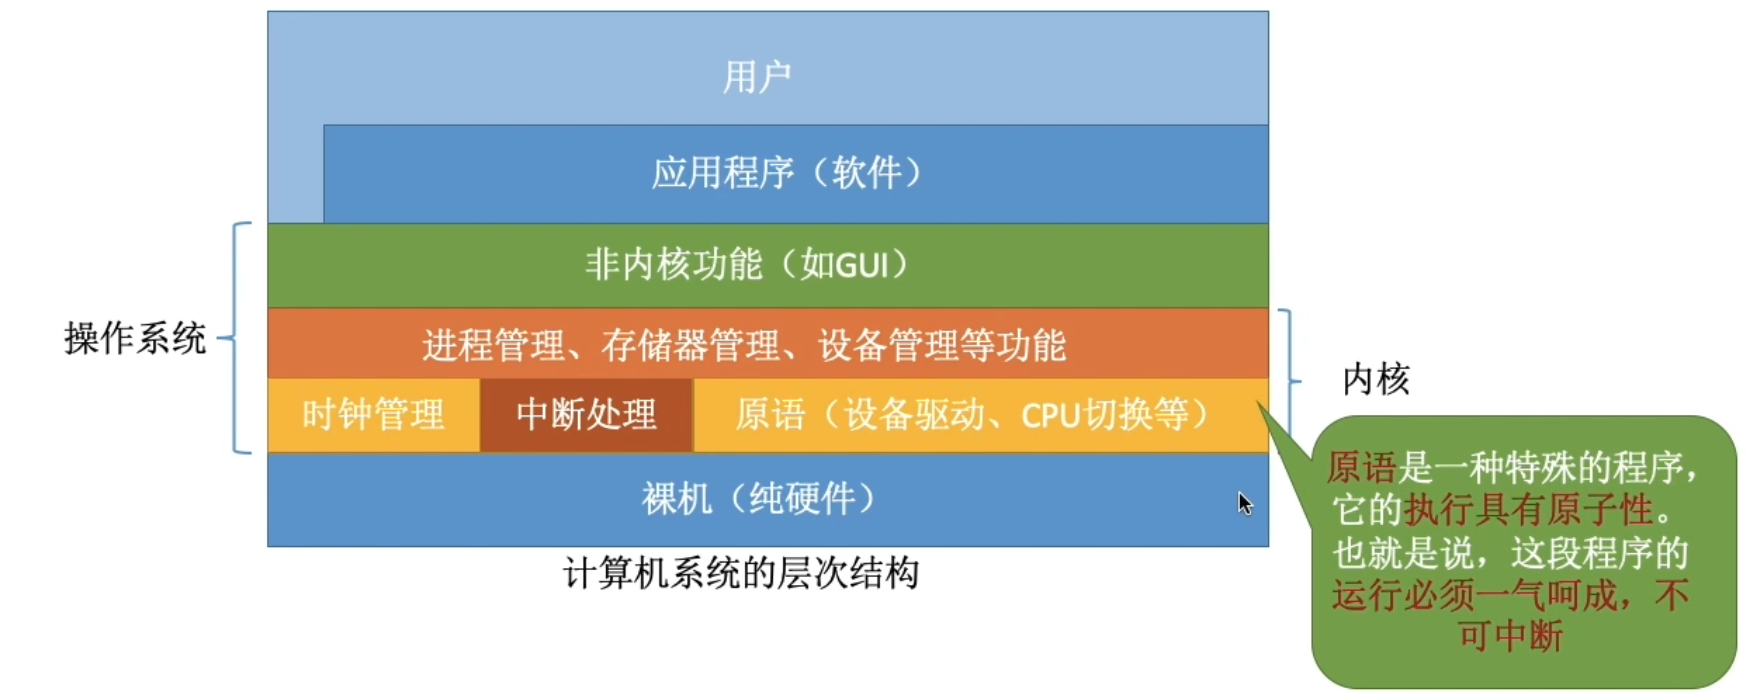 用户
应用程序（软件）
非内核功能（如GUI）
操作系统
进程管理、存储器管理、设备管理等功能
内核
时钟管理
中断处理
原语（设备驱动、CPU切换等）
原语是一种特殊的程序，
它的执行具有原子性。
也就是说，这段程序的
运行必须一气呵成，不
可中断
裸机（纯硬件）
计算机系统的层次结构